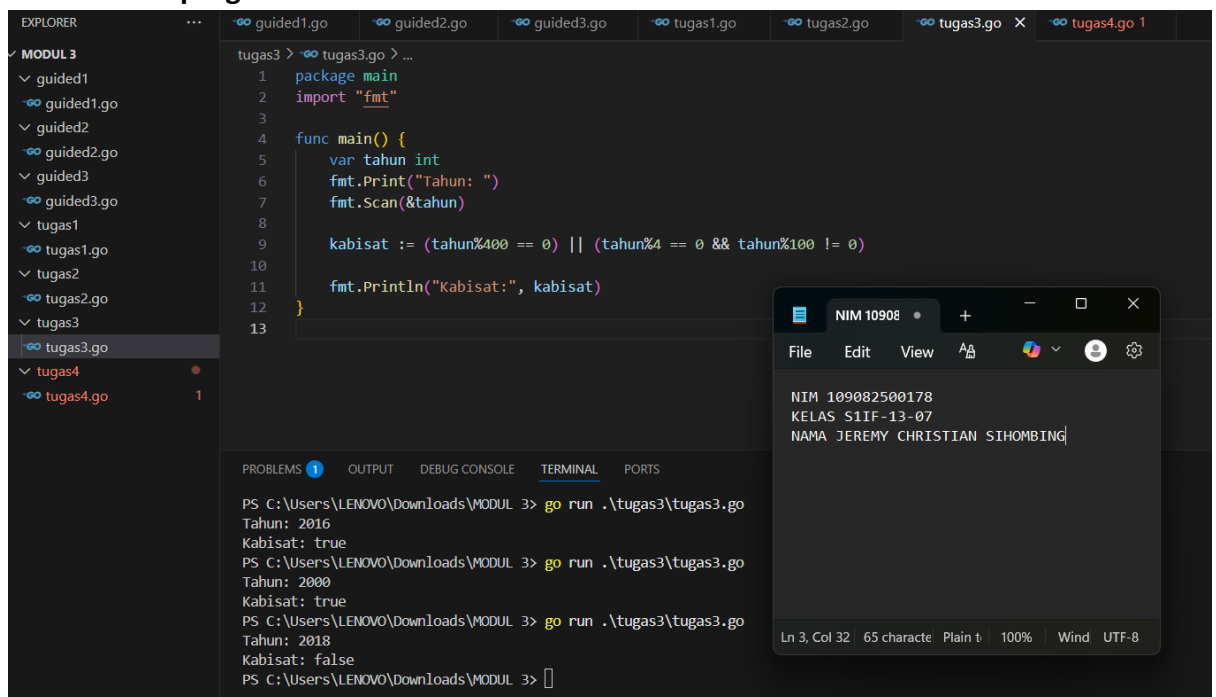 EXPLORER ...
MODUL 3
guided1
guided1.go
guided2
guided2.go
guided3
guided3.go
tugas1
tugas1.go
tugas2
tugas2.go
tugas3
tugas3.go
tugas4
tugas4.go 1
guided1.go guided2.go guided3.go tugas1.go tugas2.go tugas3.go X tugas4.go 1
tugas3 > tugas3.go > ...
1 package main
2 import "fmt"
3
4 func main() {
5 var tahun int
6 fmt.Print("Tahun: ")
7 fmt.Scan(&tahun)
8
9 kabisat := (tahun%400 == 0) || (tahun%4 == 0 && tahun%100 != 0)
10
11 fmt.Println("Kabisat:", kabisat)
12 }
13
NIM 10908
File Edit View
NIM 109082500178
KELAS S1IF-13-07
NAMA JEREMY CHRISTIAN SIHOMBING
Ln 3, Col 32 65 characte Plain t 100% Wind UTF-8
PROBLEMS 1 OUTPUT DEBUG CONSOLE TERMINAL PORTS
PS C:\Users\LENOVO\Downloads\MODUL 3> go run .\tugas3\tugas3.go
Tahun: 2016
Kabisat: true
PS C:\Users\LENOVO\Downloads\MODUL 3> go run .\tugas3\tugas3.go
Tahun: 2000
Kabisat: true
PS C:\Users\LENOVO\Downloads\MODUL 3> go run .\tugas3\tugas3.go
Tahun: 2018
Kabisat: false
PS C:\Users\LENOVO\Downloads\MODUL 3>